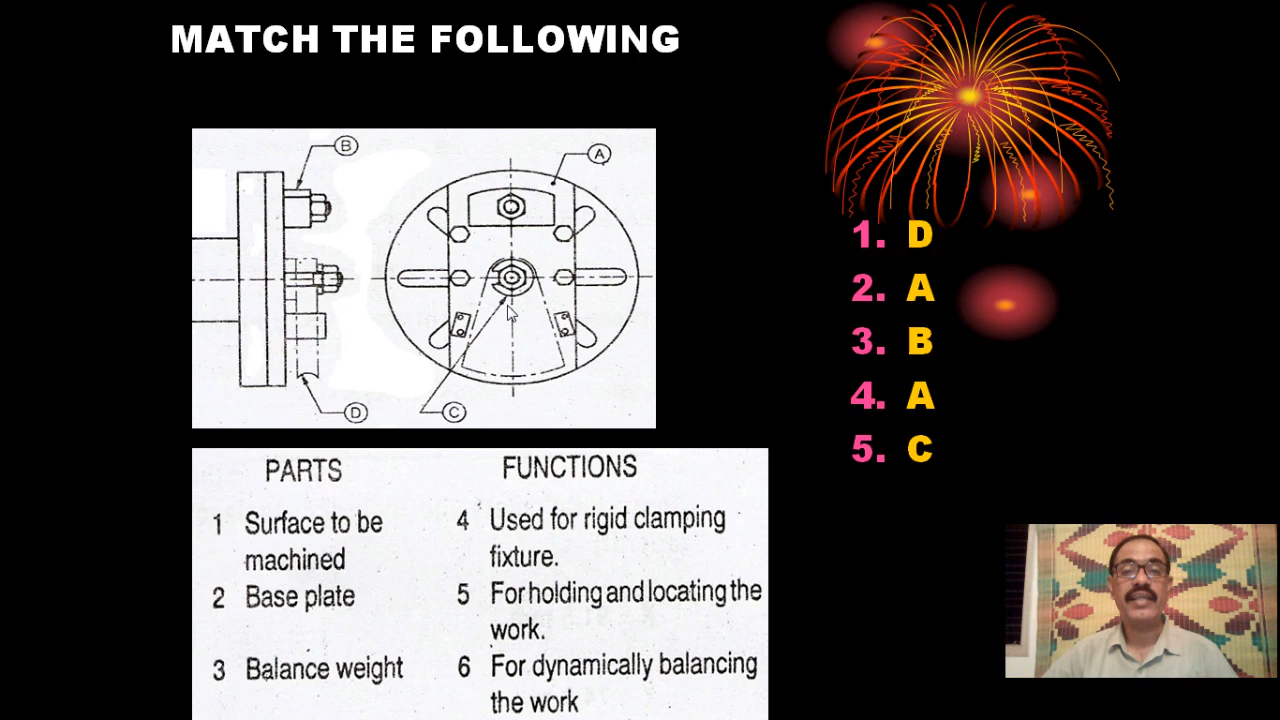 MATCH THE FOLLOWING
B
A
D
C
1. D
2. A
3. B
4. A
5. C
PARTS
FUNCTIONS
1 Surface to be
machined
2 Base plate
3 Balance weight
4 Used for rigid clamping
fixture.
5 For holding and locating the
work.
6 For dynamically balancing
the work